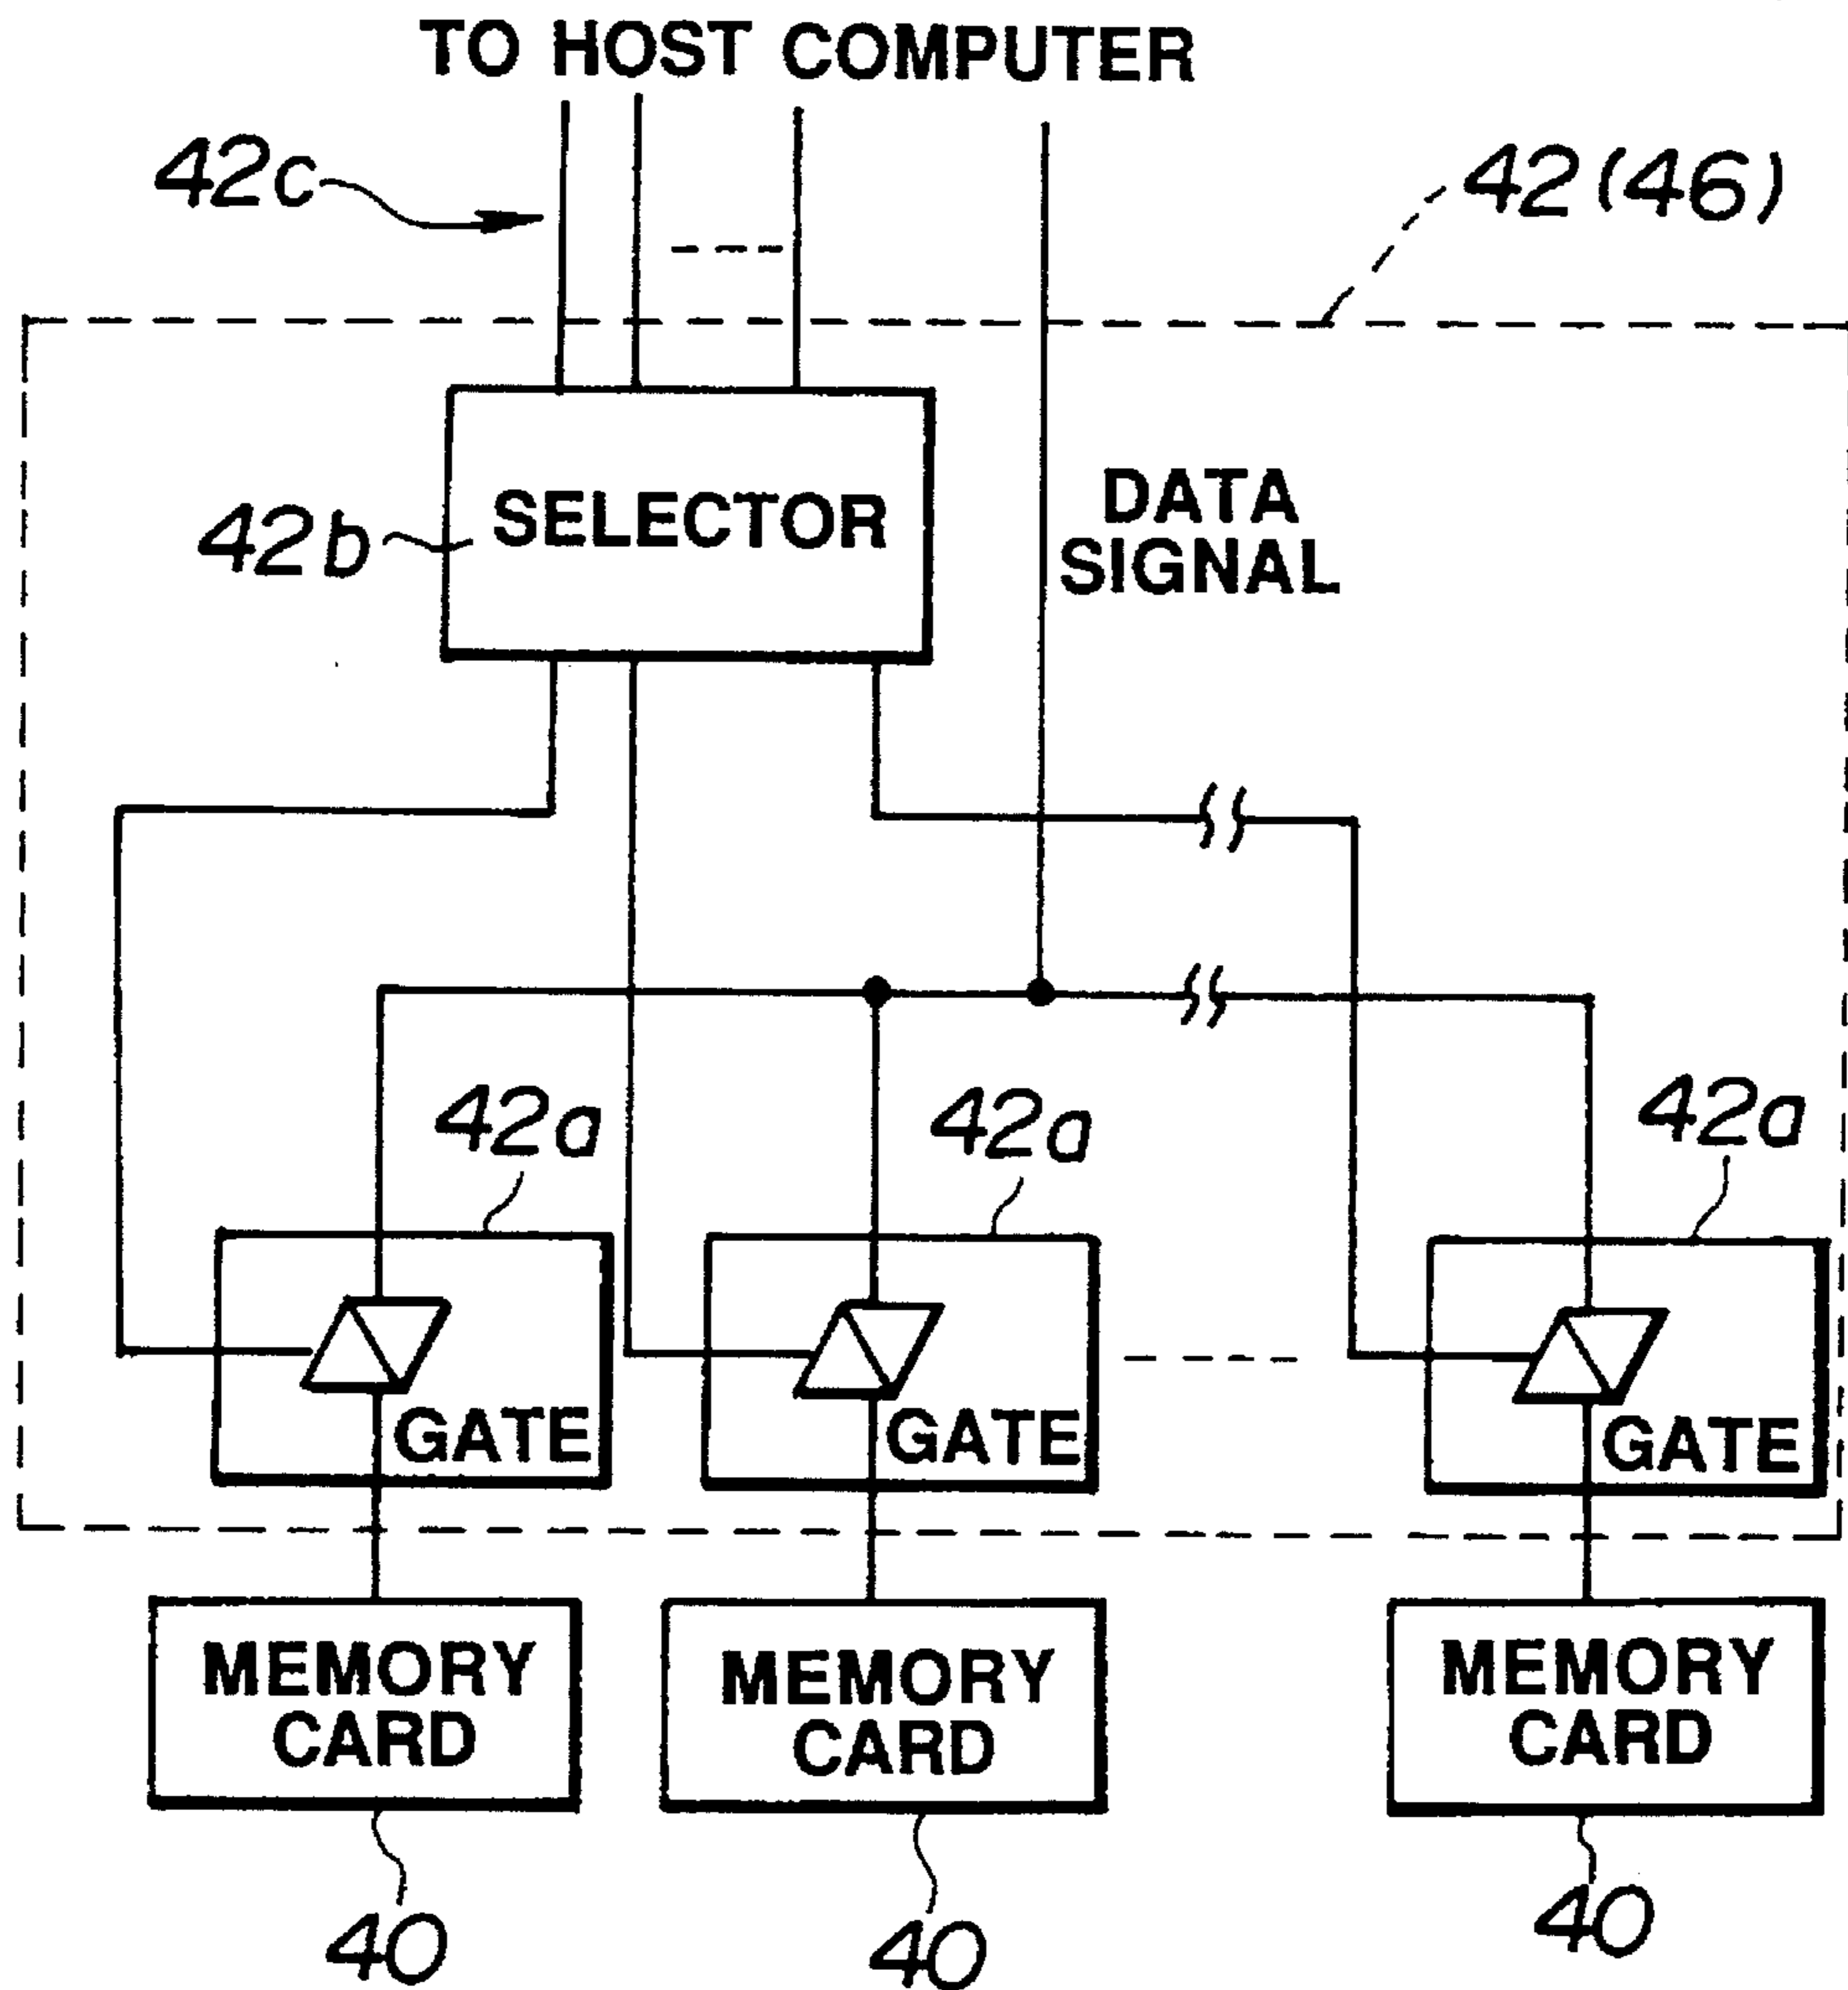 TO HOST COMPUTER
42c
42(46)
SELECTOR
42b
DATA
SIGNAL
42a
42a
42a
GATE
GATE
GATE
MEMORY
CARD
MEMORY
CARD
MEMORY
CARD
40
40
40